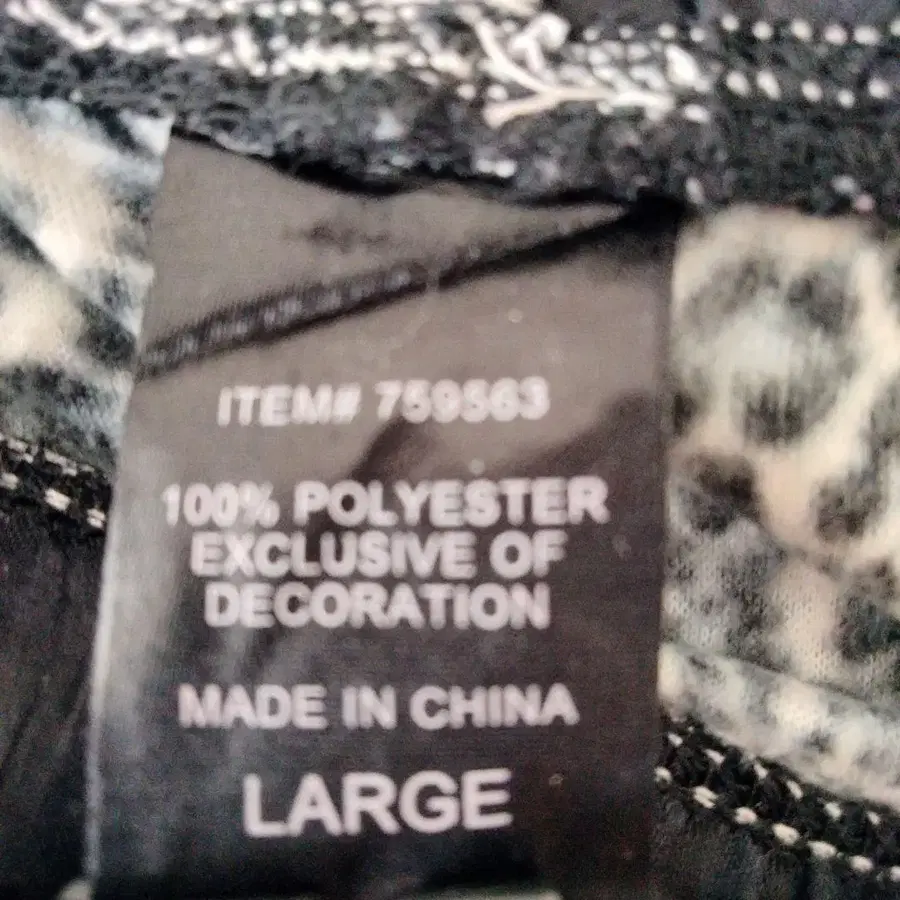 ITEM# 759563
100% POLYESTER
EXCLUSIVE OF
DECORATION
MADE IN CHINA
LARGE